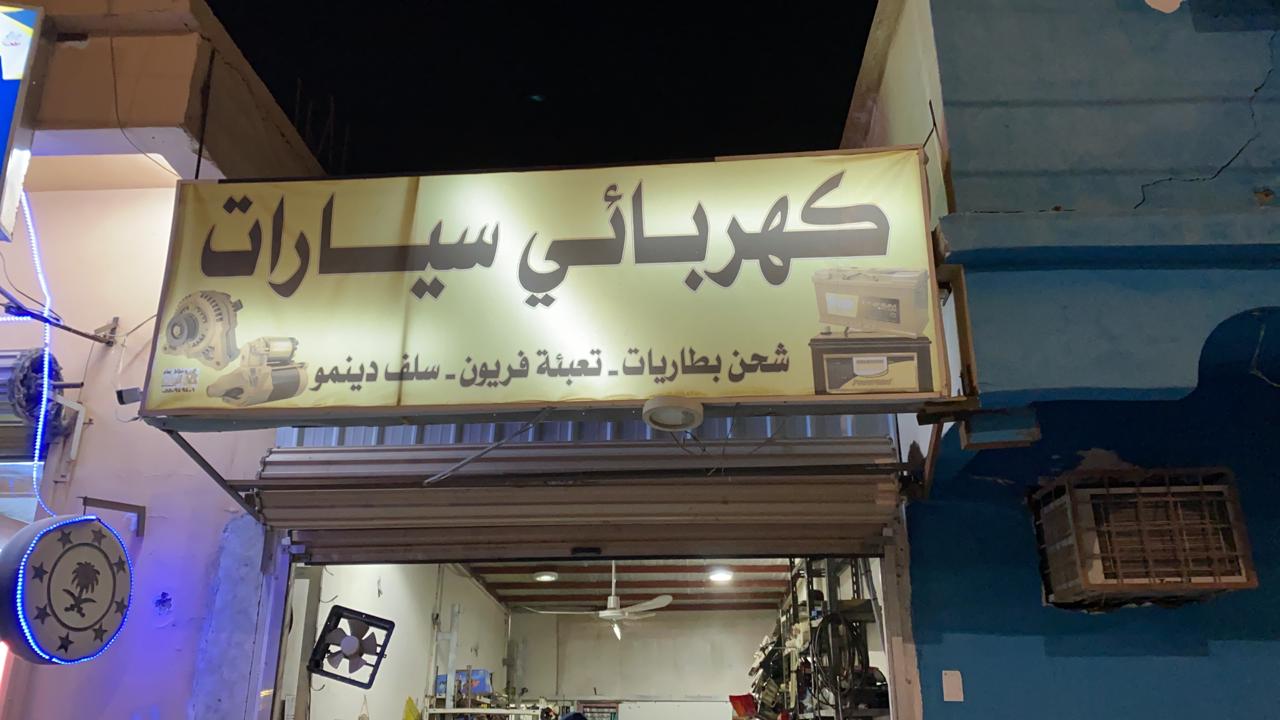 كهربائي سيارات
شحن بطاريات - تعبئة فريون - سلف دينمو